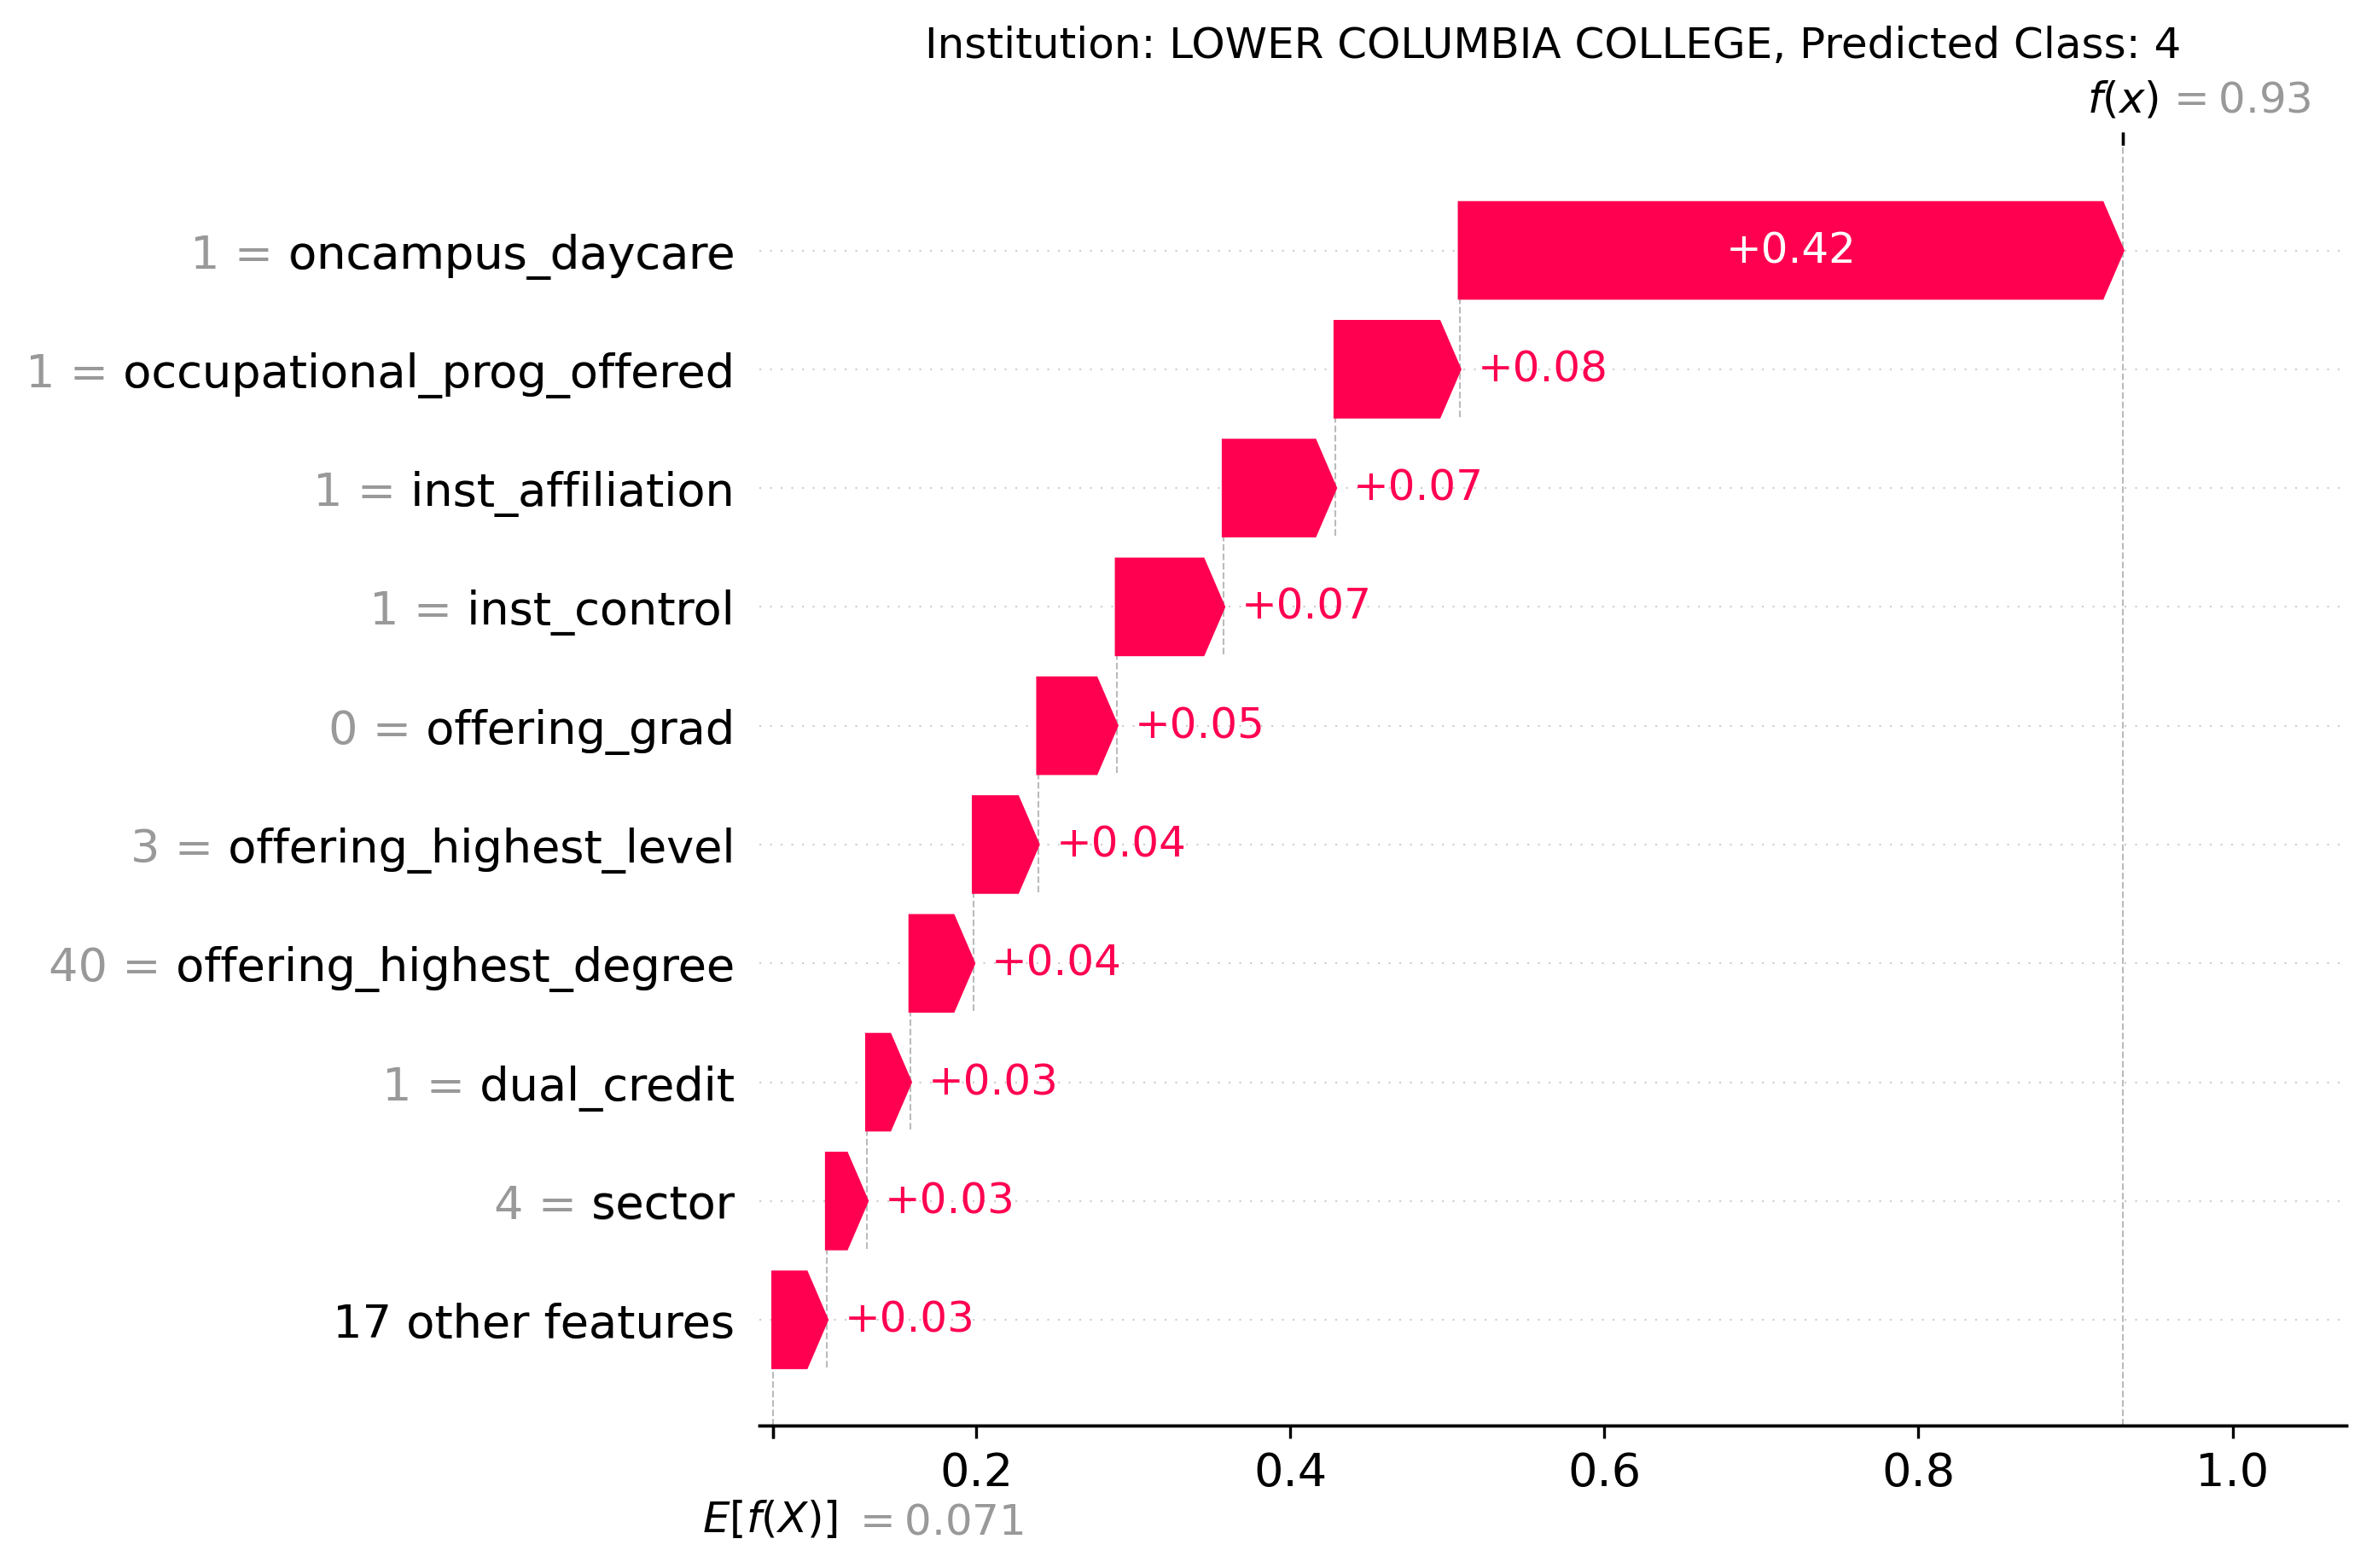 Institution: LOWER COLUMBIA COLLEGE, Predicted Class: 4
f(x) = 0.93
1 = oncampus_daycare +0.42
1 = occupational_prog_offered +0.08
1 = inst_affiliation +0.07
1 = inst_control +0.07
0 = offering_grad +0.05
3 = offering_highest_level +0.04
40 = offering_highest_degree +0.04
1 = dual_credit +0.03
4 = sector +0.03
17 other features +0.03
0.2 0.4 0.6 0.8 1.0
E[f(X)] = 0.071